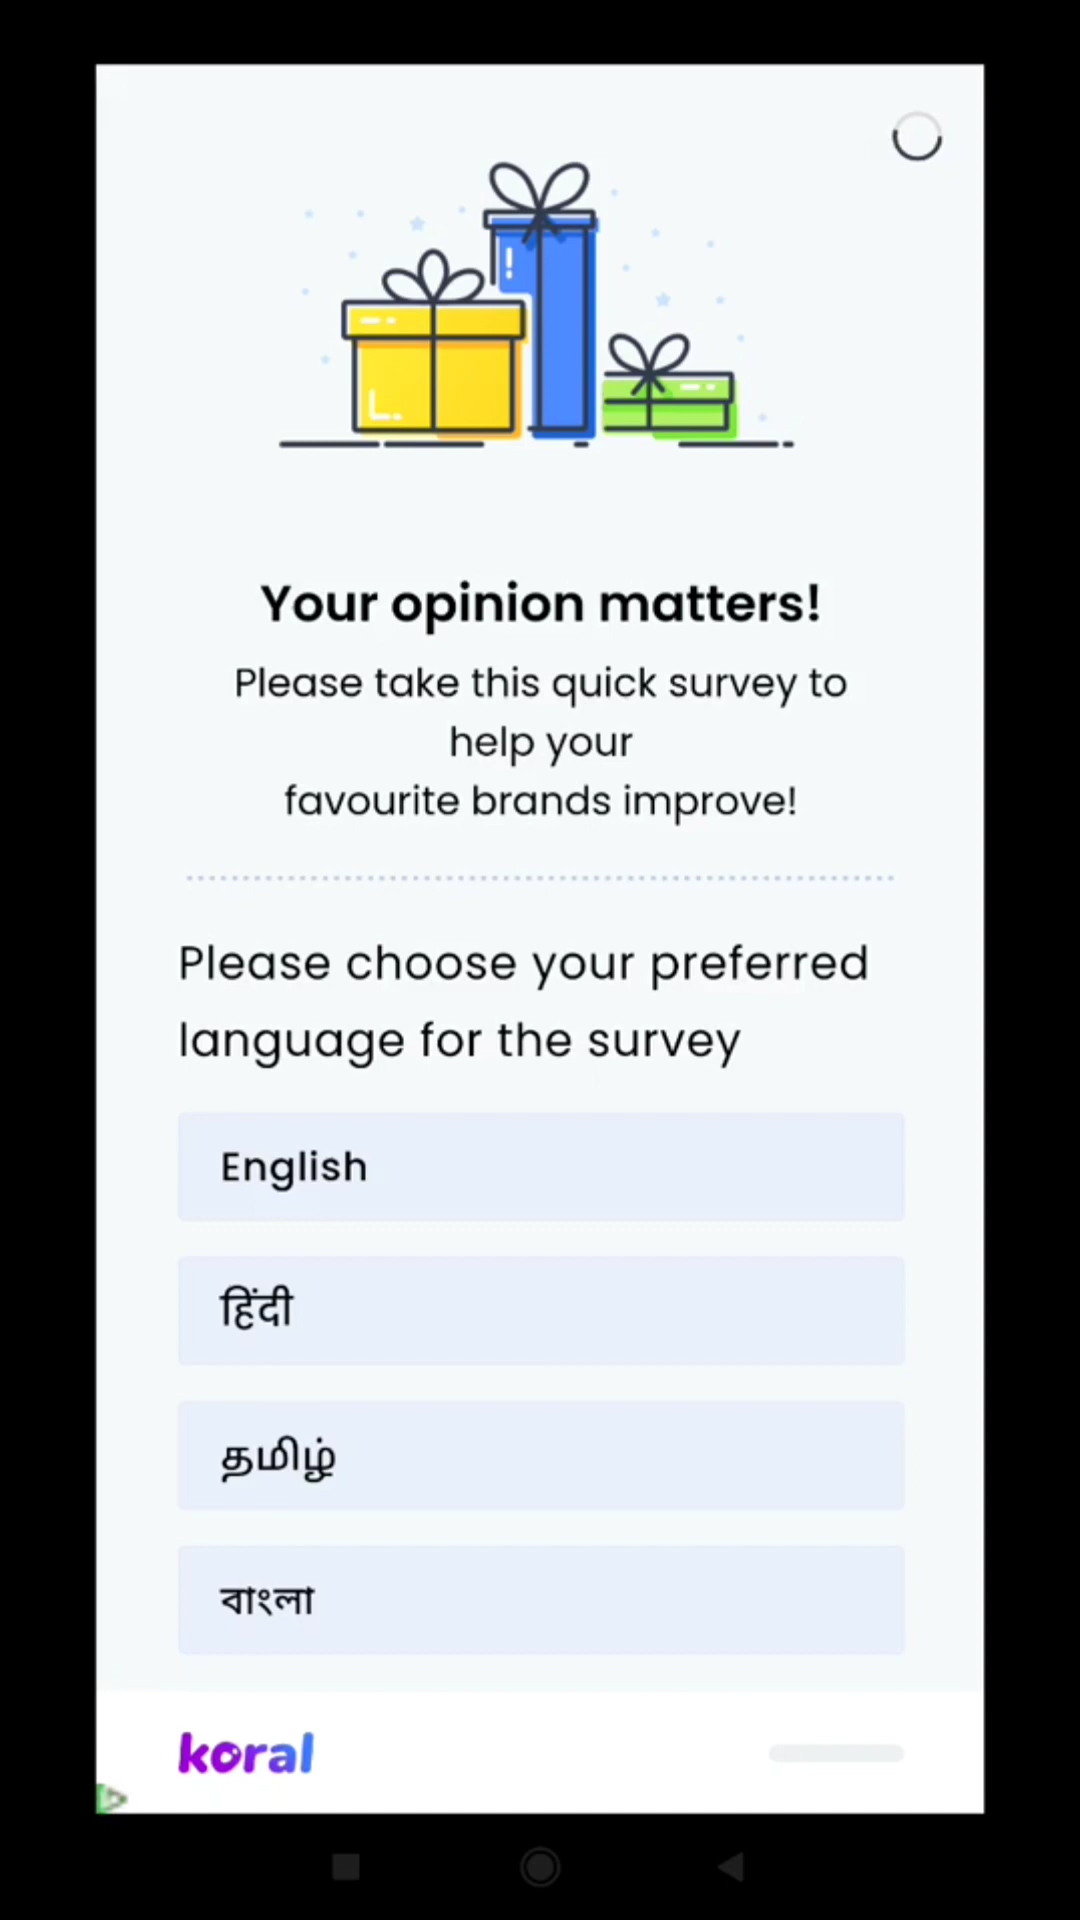 Your opinion matters!
Please take this quick survey to
help your
favourite brands improve!
Please choose your preferred
language for the survey
English
हिंदी
தமிழ்
বাংলা
koral